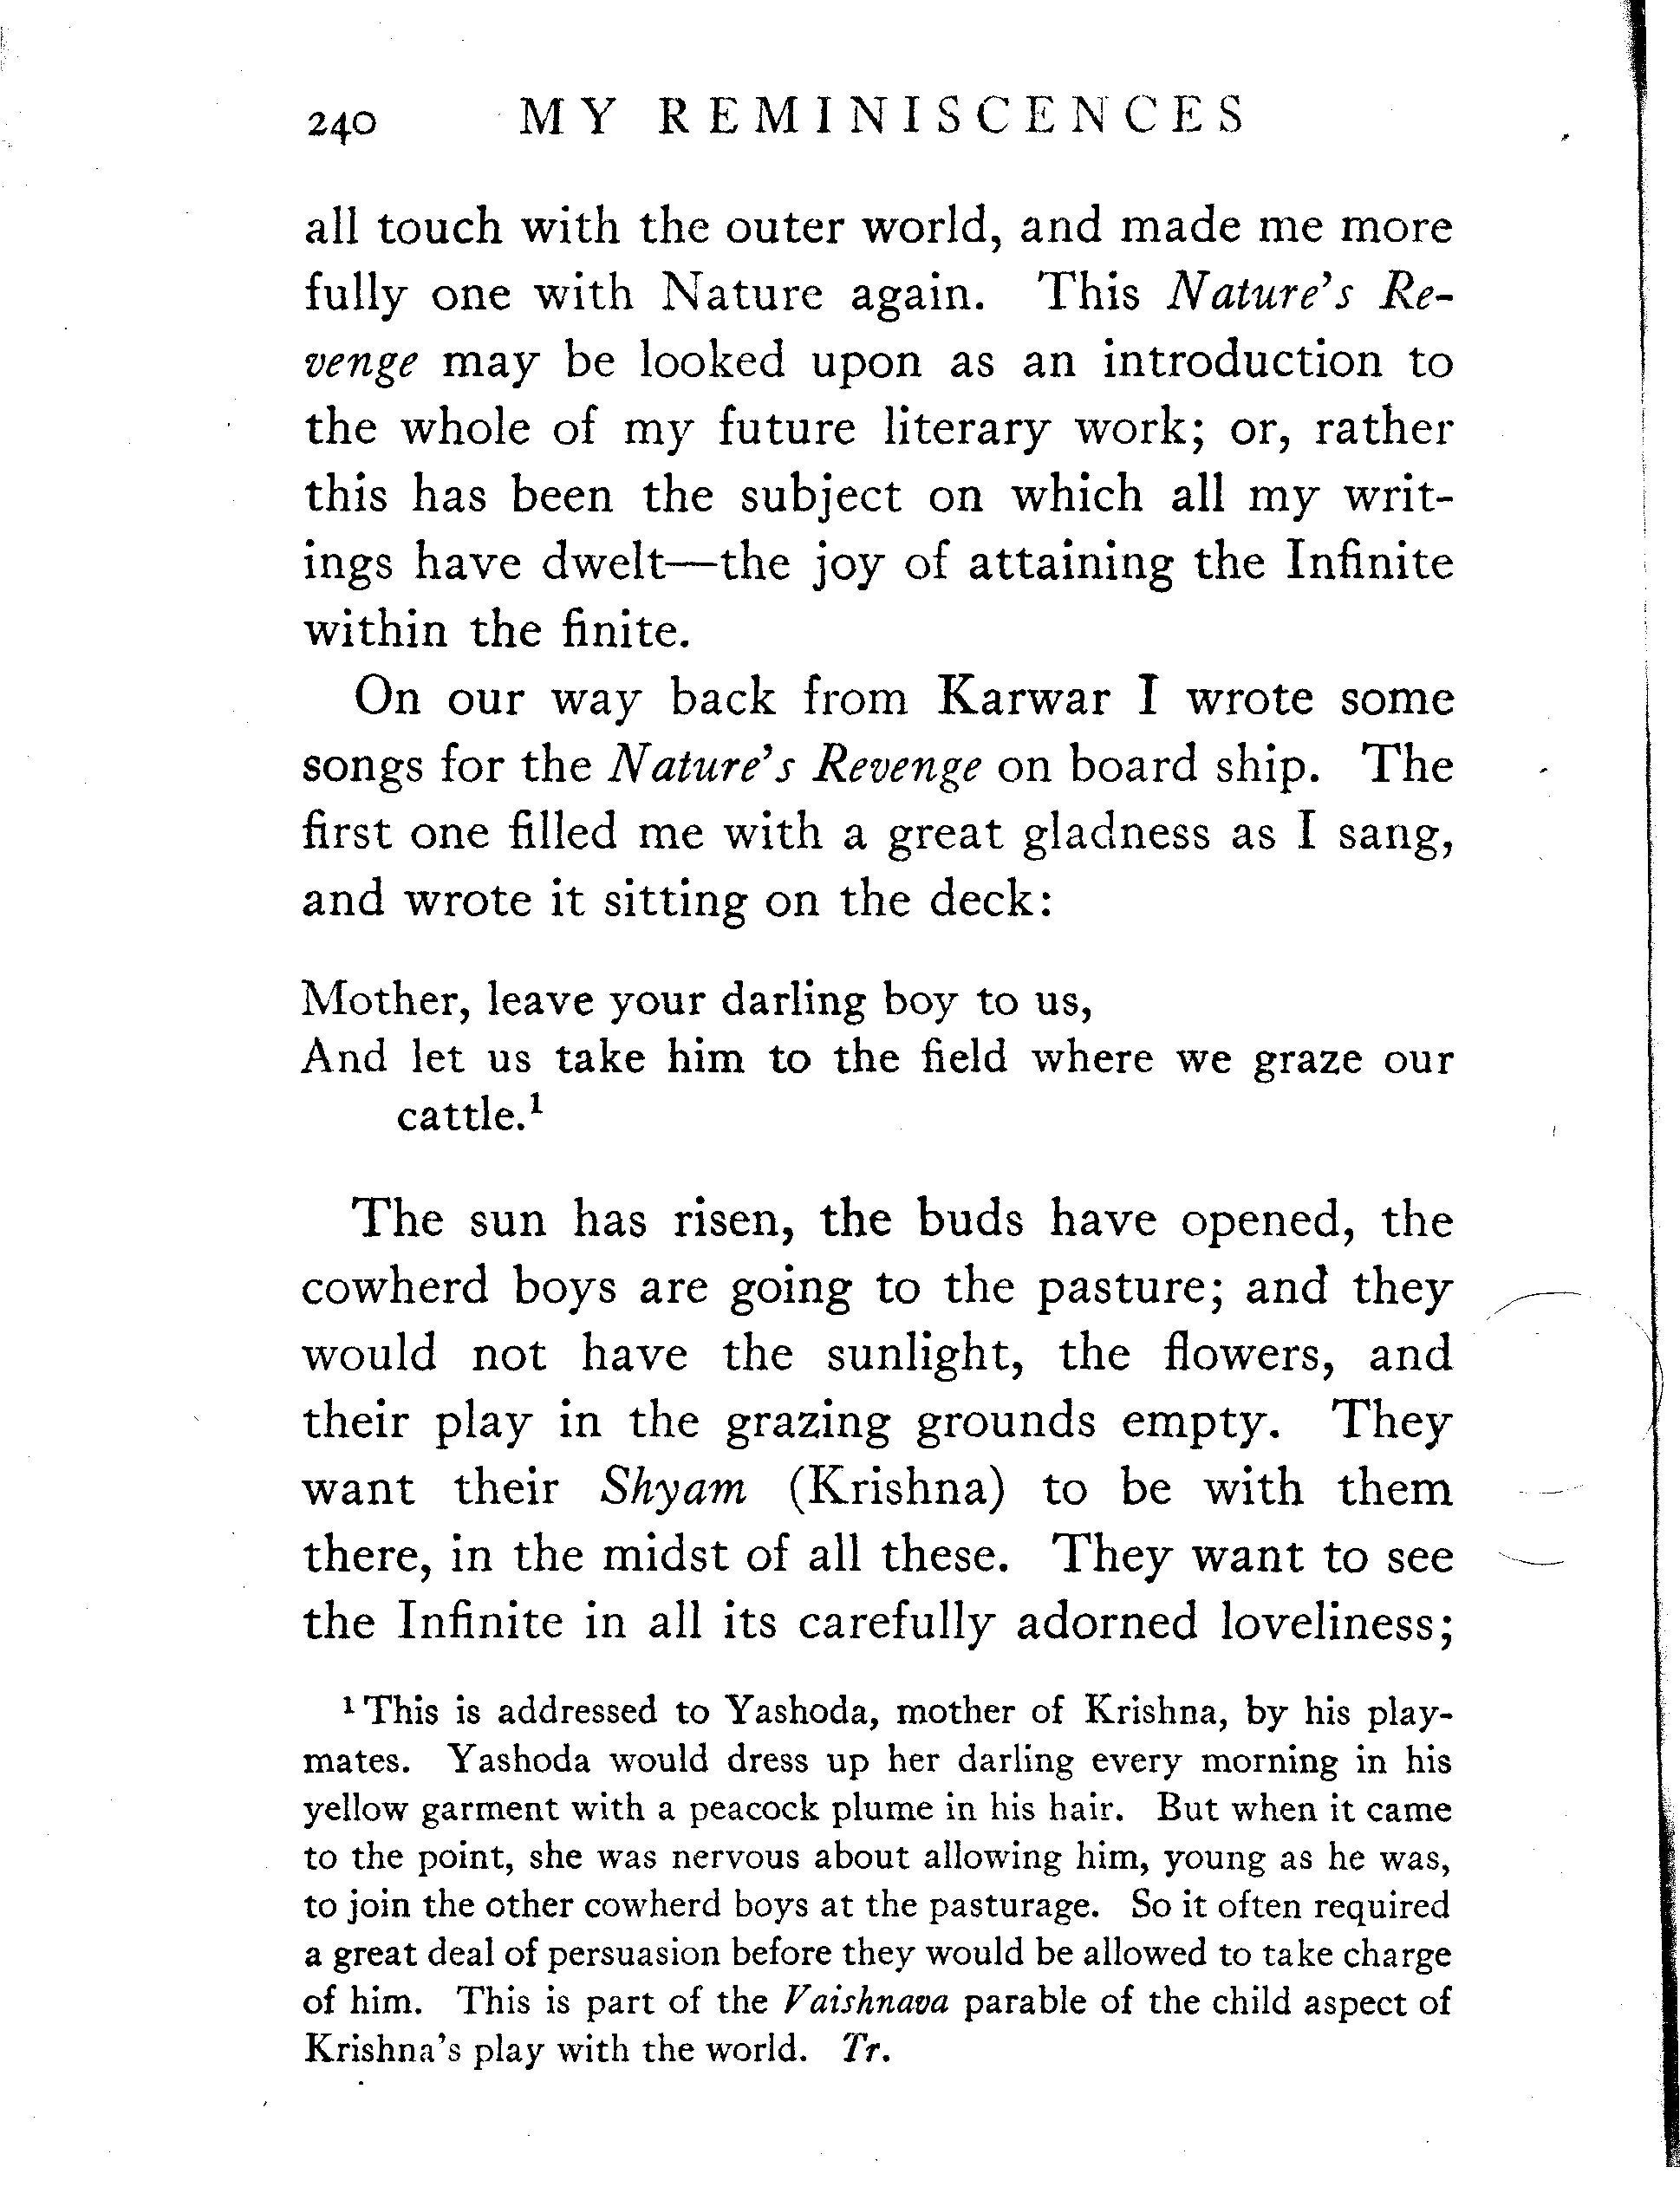 240 MY REMINISCENCES
all touch with the outer world, and made me more
fully one with Nature again. This Nature's Re-
venge may be looked upon as an introduction to
the whole of my future literary work; or, rather
this has been the subject on which all my writ-
ings have dwelt—the joy of attaining the Infinite
within the finite.
On our way back from Karwar I wrote some
songs for the Nature's Revenge on board ship. The
first one filled me with a great gladness as I sang,
and wrote it sitting on the deck:
Mother, leave your darling boy to us,
And let us take him to the field where we graze our
cattle.¹
The sun has risen, the buds have opened, the
cowherd boys are going to the pasture; and they
would not have the sunlight, the flowers, and
their play in the grazing grounds empty. They
want their Shyam (Krishna) to be with them
there, in the midst of all these. They want to see
the Infinite in all its carefully adorned loveliness;
¹ This is addressed to Yashoda, mother of Krishna, by his play-
mates. Yashoda would dress up her darling every morning in his
yellow garment with a peacock plume in his hair. But when it came
to the point, she was nervous about allowing him, young as he was,
to join the other cowherd boys at the pasturage. So it often required
a great deal of persuasion before they would be allowed to take charge
of him. This is part of the Vaishnava parable of the child aspect of
Krishna's play with the world. Tr.